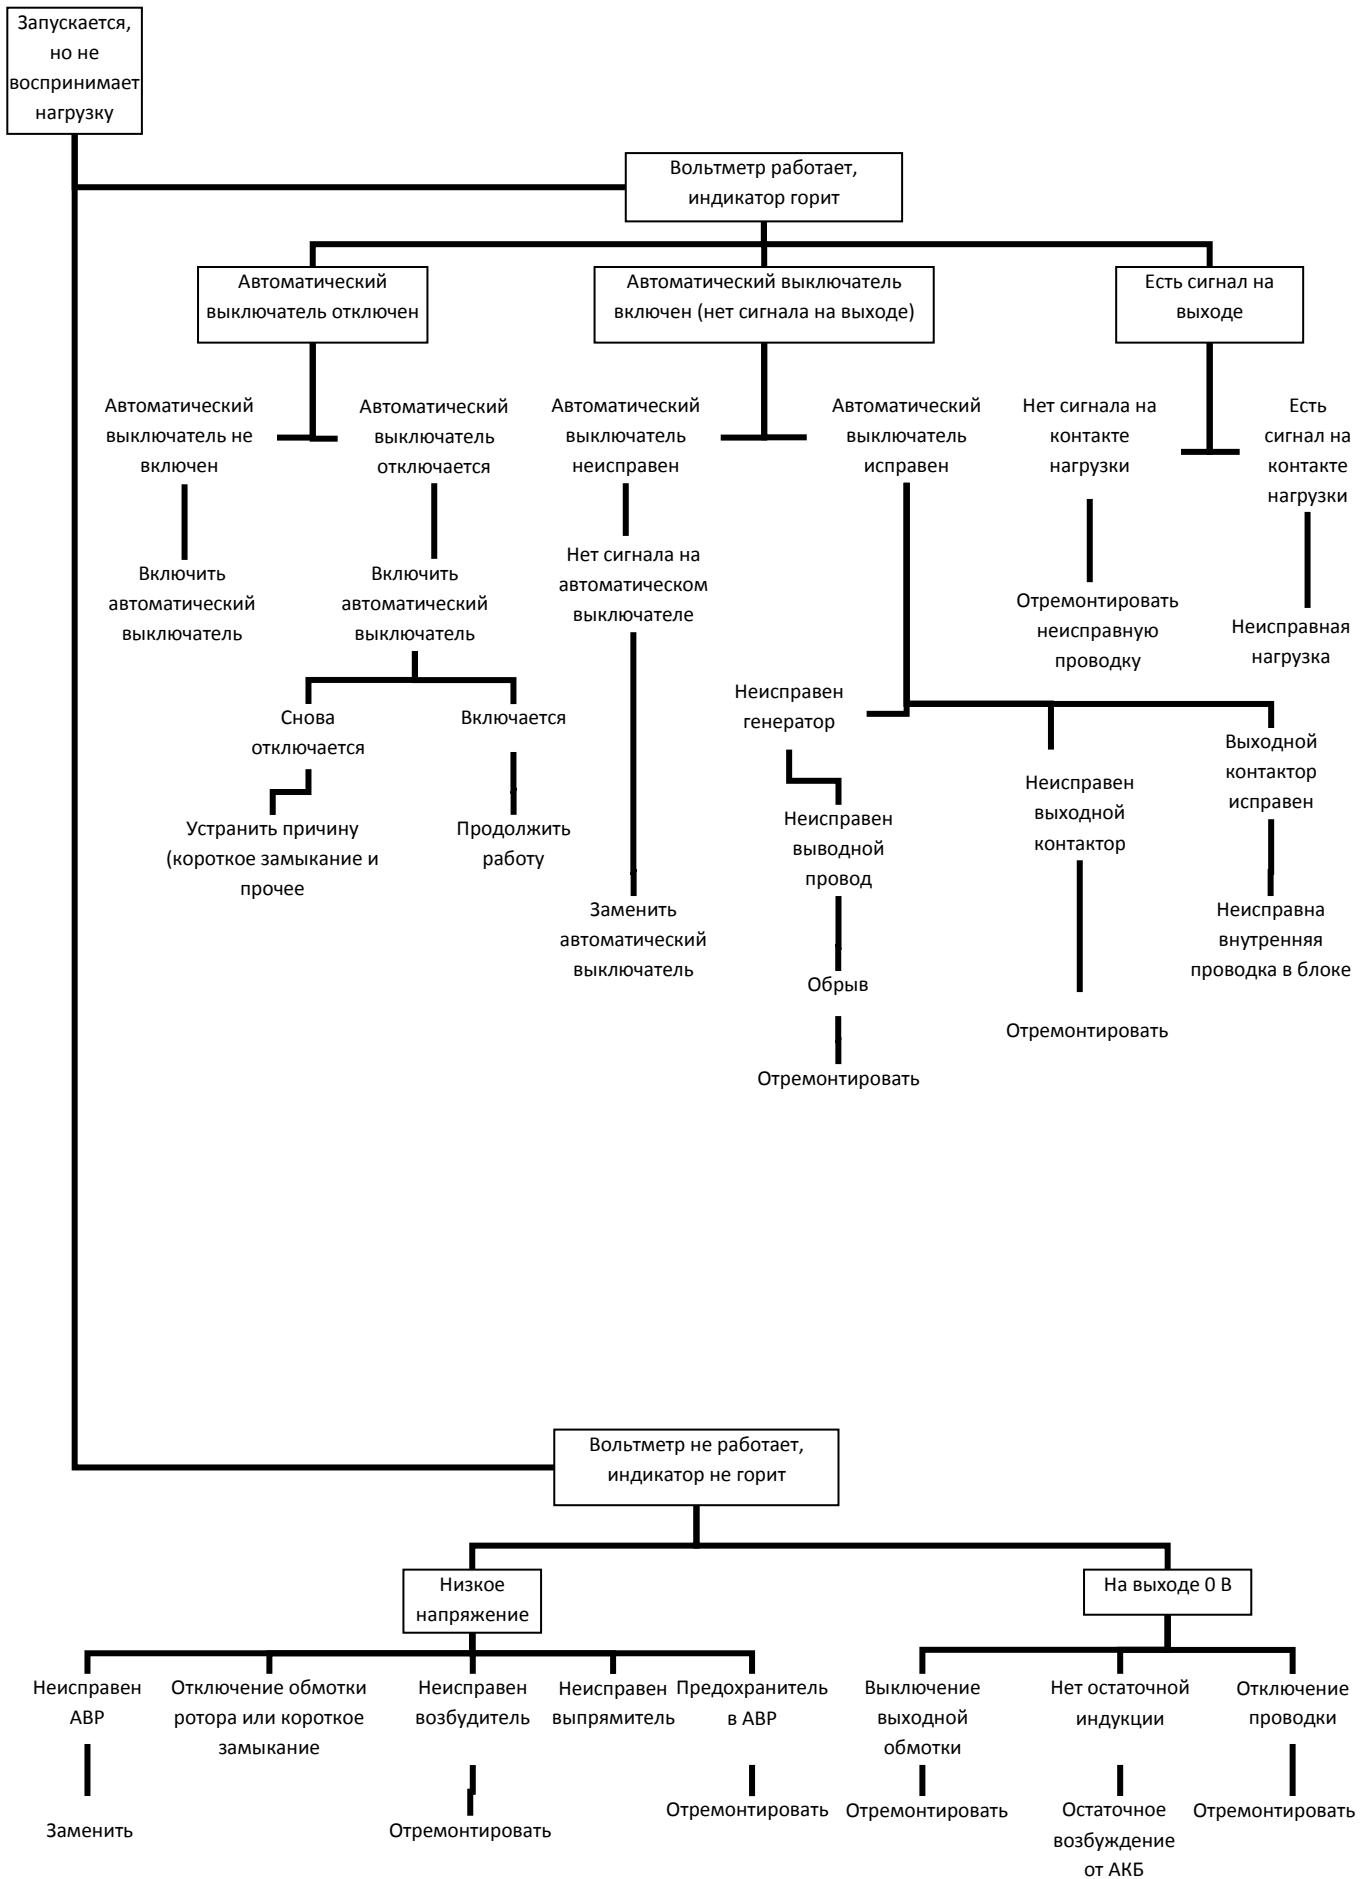 Запускается,
но не
воспринимает
нагрузку
Вольтметр работает,
индикатор горит
Автоматический
выключатель отключен
Автоматический выключатель
включен (нет сигнала на выходе)
Есть сигнал на
выходе
Автоматический
выключатель не
включен
Автоматический
выключатель
отключается
Автоматический
выключатель
неисправен
Автоматический
выключатель
исправен
Нет сигнала на
контакте
нагрузки
Есть
сигнал на
контакте
нагрузки
Включить
автоматический
выключатель
Включить
автоматический
выключатель
Нет сигнала на
автоматическом
выключателе
Отремонтировать
неисправную
проводку
Неисправная
нагрузка
Снова
отключается
Включается
Неисправен
генератор
Неисправен
выходной
контактор
Выходной
контактор
исправен
Устранить причину
(короткое замыкание и
прочее
Продолжить
работу
Неисправен
выводной
провод
Заменить
автоматический
выключатель
Неисправна
внутренняя
проводка в блоке
Обрыв
Отремонтировать
Отремонтировать
Вольтметр не работает,
индикатор не горит
Низкое
напряжение
На выходе 0 В
Неисправен
АВР
Отключение обмотки
ротора или короткое
замыкание
Неисправен
возбудитель
Неисправен
выпрямитель
Предохранитель
в АВР
Выключение
выходной
обмотки
Нет остаточной
индукции
Отключение
проводки
Заменить
Отремонтировать
Отремонтировать
Отремонтировать
Остаточное
возбуждение
от АКБ
Отремонтировать